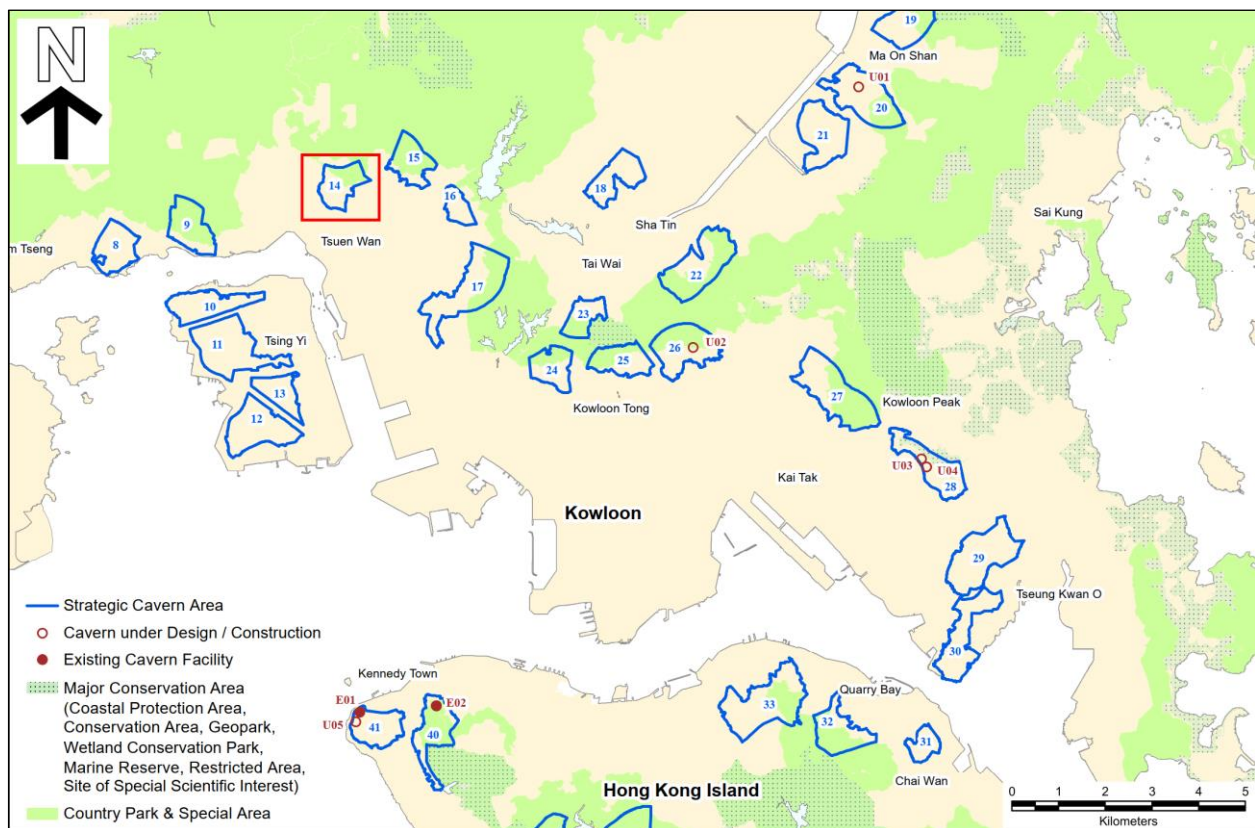 N
19
Ma On Shan
U01
20
21
15
14
16
18
Sai Kung
9
Sha Tin
8
m Tseng
Tsuen Wan
Tai Wai
22
17
10
23
11
Tsing Yi
26
U02
25
24
13
27
Kowloon Peak
12
Kowloon Tong
U03
U04
Kai Tak
28
Kowloon
29
Tseung Kwan O
Strategic Cavern Area
Cavern under Design / Construction
30
Existing Cavern Facility
Kennedy Town
Quarry Bay
Major Conservation Area
(Coastal Protection Area,
Conservation Area, Geopark,
Wetland Conservation Park,
Marine Reserve, Restricted Area,
Site of Special Scientific Interest)
E01
E02
33
U05
41
32
40
31
Chai Wan
Hong Kong Island
0 1 2 3 4 5
Kilometers
Country Park & Special Area